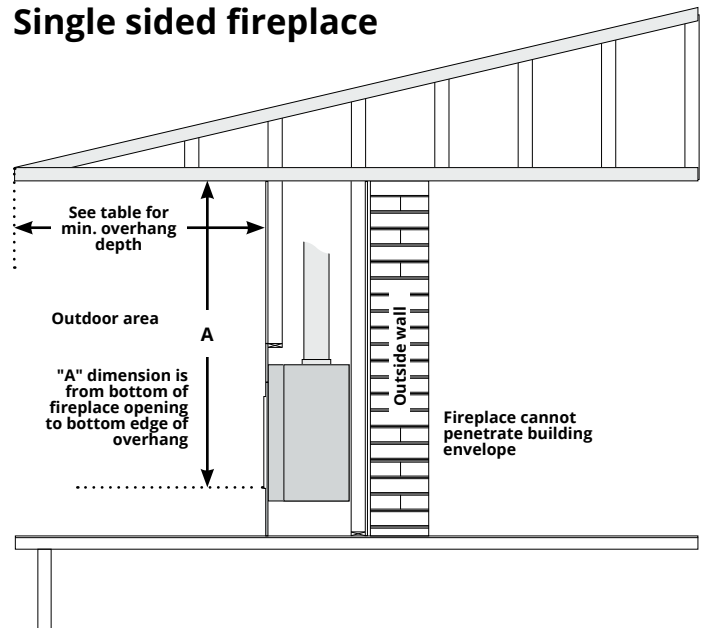 Single sided fireplace
See table for
min. overhang
depth
Outdoor area
A
"A" dimension is
from bottom of
fireplace opening
to bottom edge of
overhang
Outside wall
Fireplace cannot
penetrate building
envelope